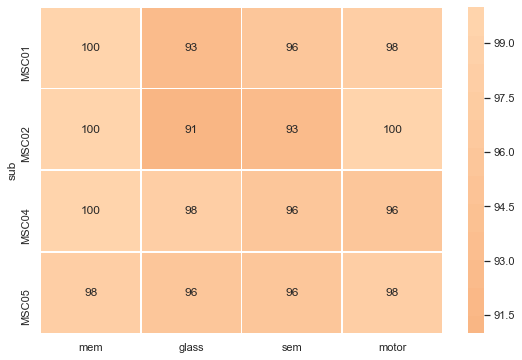 sub
MSC01 100 93 96 98
MSC02 100 91 93 100
MSC04 100 98 96 96
MSC05 98 96 96 98
mem glass sem motor
99.0
97.5
96.0
94.5
93.0
91.5